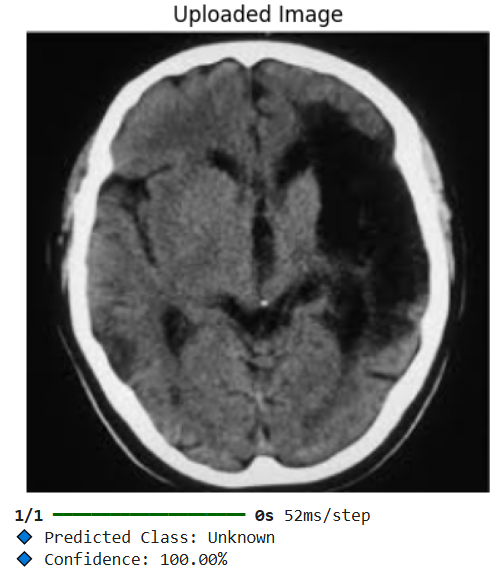 Uploaded Image
1/1 ━━━━━━━━━━━━━━━━━━━━ 0s 52ms/step
🔷 Predicted Class: Unknown
🔷 Confidence: 100.00%